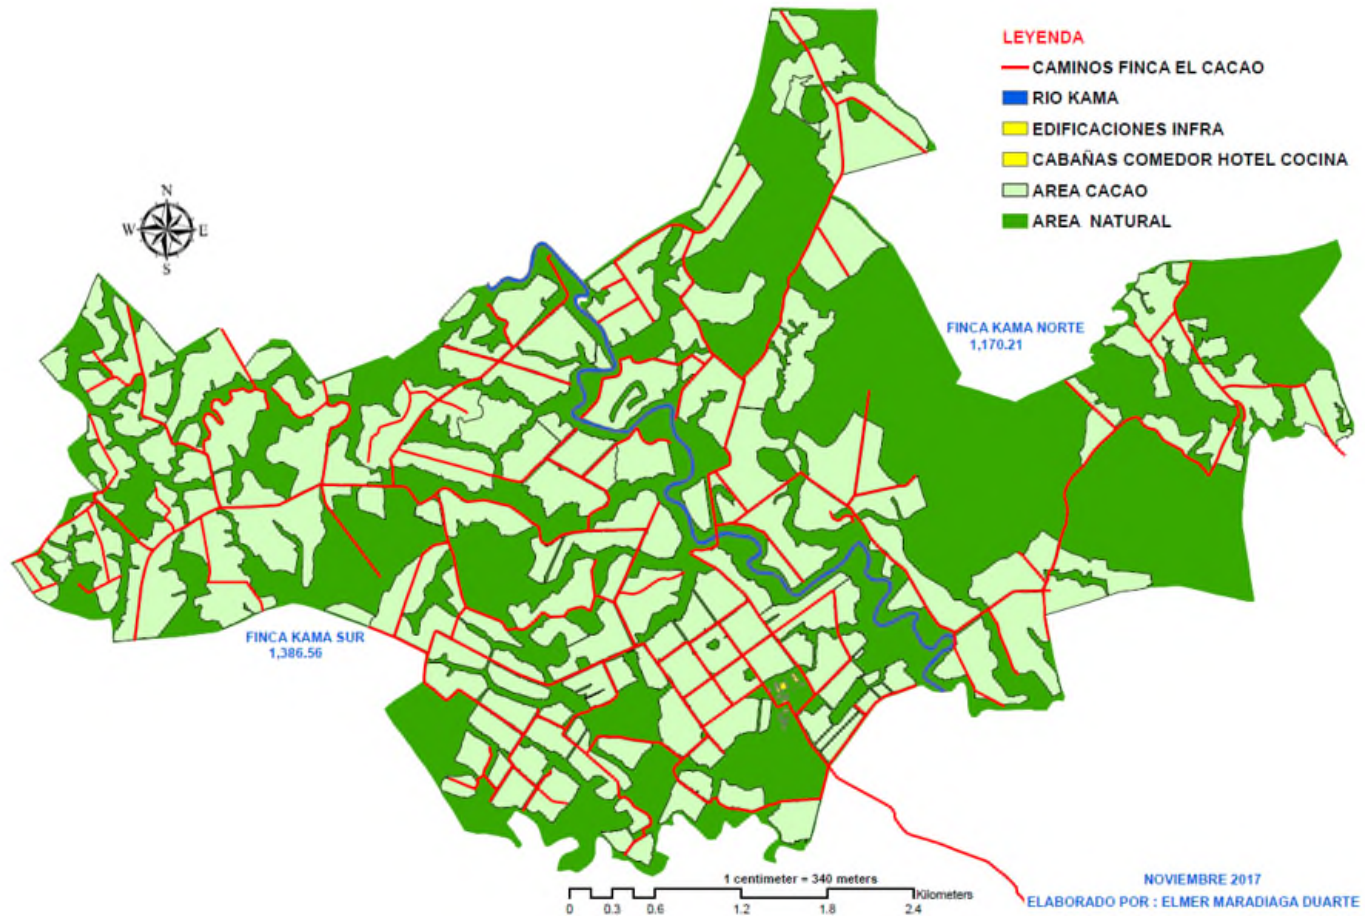 LEYENDA
CAMINOS FINCA EL CACAO
RIO KAMA
EDIFICACIONES INFRA
CABAÑAS COMEDOR HOTEL COCINA
AREA CACAO
AREA NATURAL
N
W E
S
FINCA KAMA NORTE
1,170.21
FINCA KAMA SUR
1,386.56
1 centimeter = 340 meters
Kilometers
0 0.3 0.6 1.2 1.8 2.4
NOVIEMBRE 2017
ELABORADO POR : ELMER MARADIAGA DUARTE